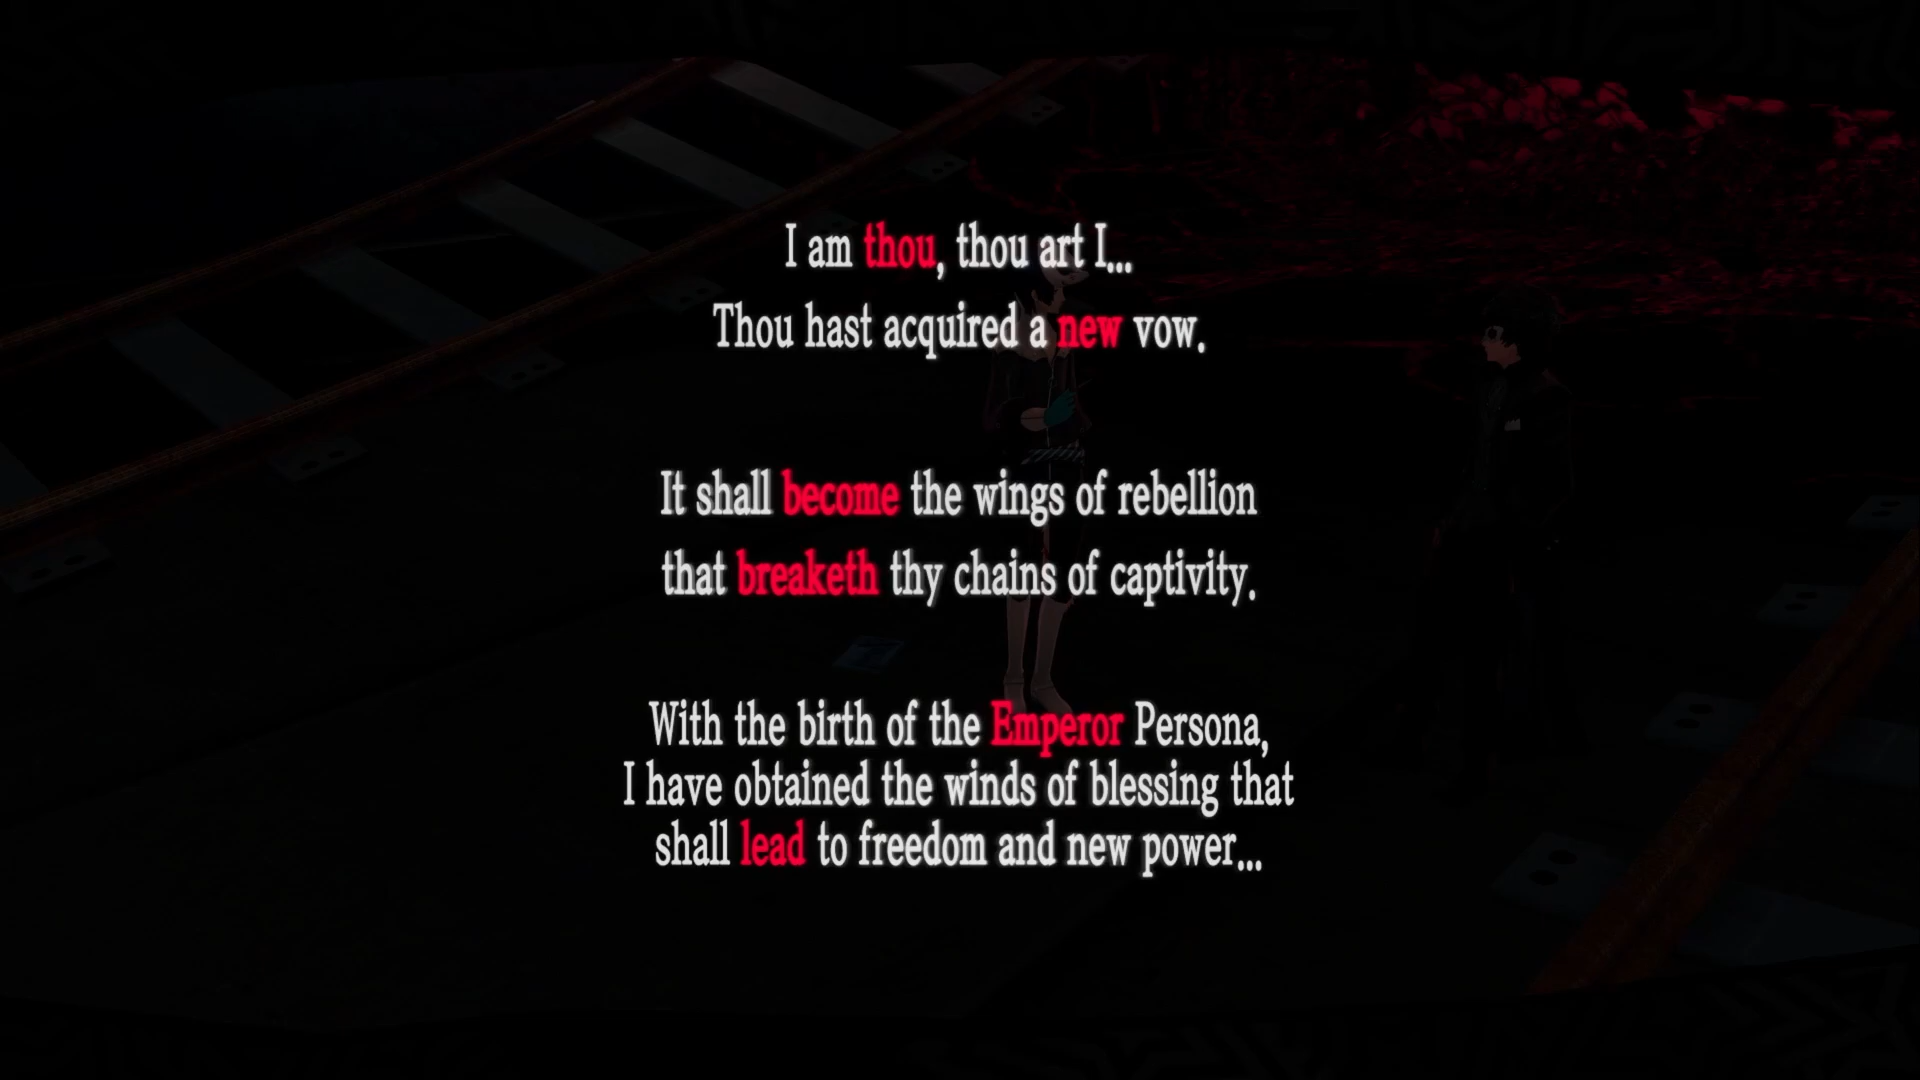 I am thou, thou art I...
Thou hast acquired a new vow.
It shall become the wings of rebellion
that breaketh thy chains of captivity.
With the birth of the Emperor Persona,
I have obtained the winds of blessing that
shall lead to freedom and new power...